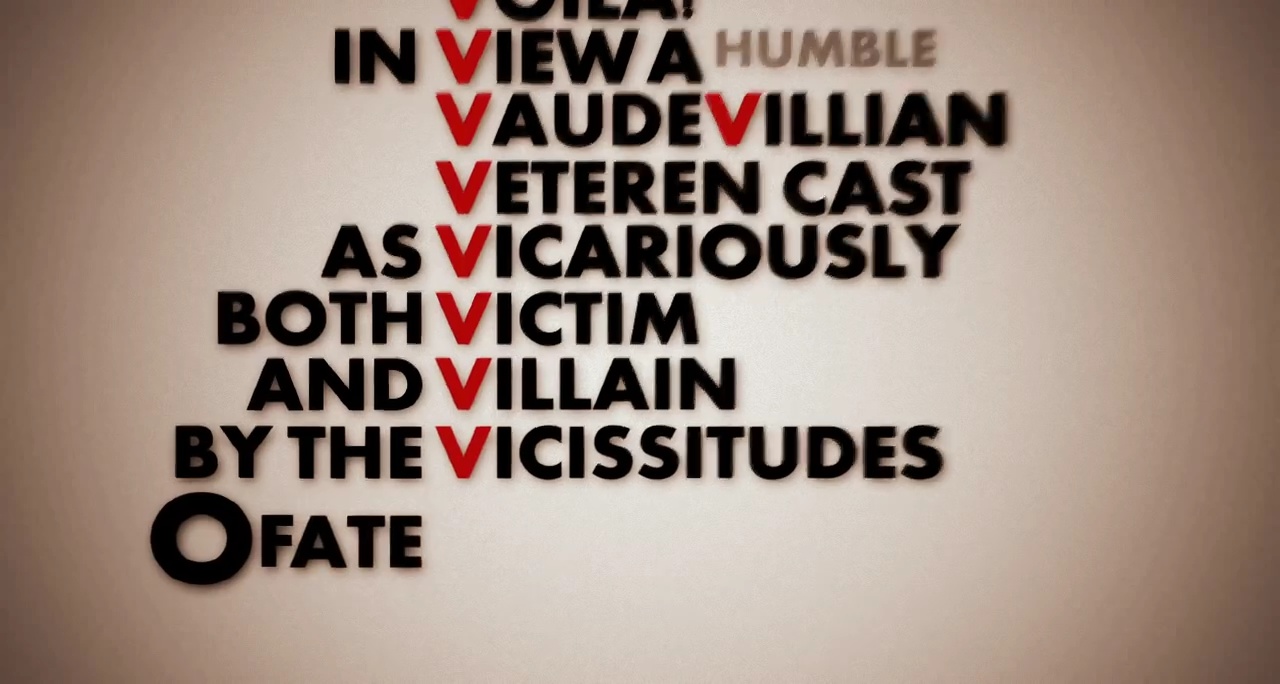 VOILA!
IN VIEW A HUMBLE
VAUDEVILLIAN
VETEREN CAST
AS VICARIOUSLY
BOTH VICTIM
AND VILLAIN
BY THE VICISSITUDES
O FATE